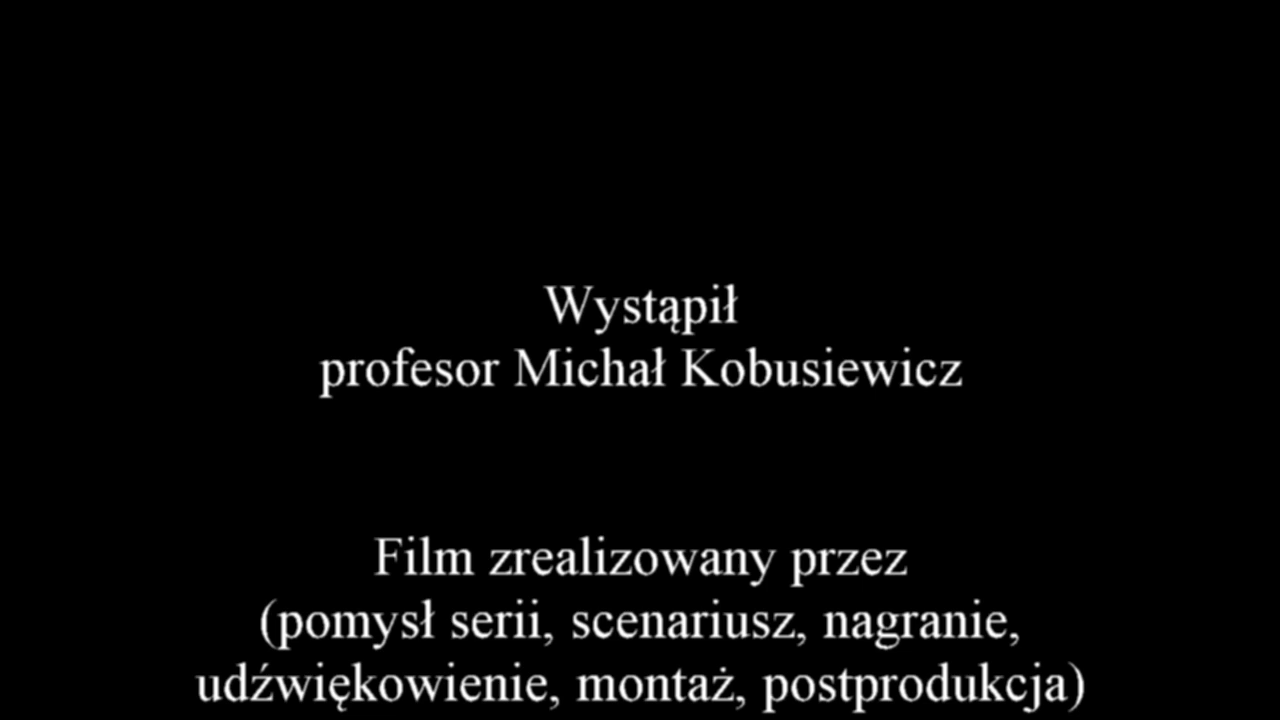 Wystąpił
profesor Michał Kobusiewicz
Film zrealizowany przez
(pomysł serii, scenariusz, nagranie,
udźwiękowienie, montaż, postprodukcja)